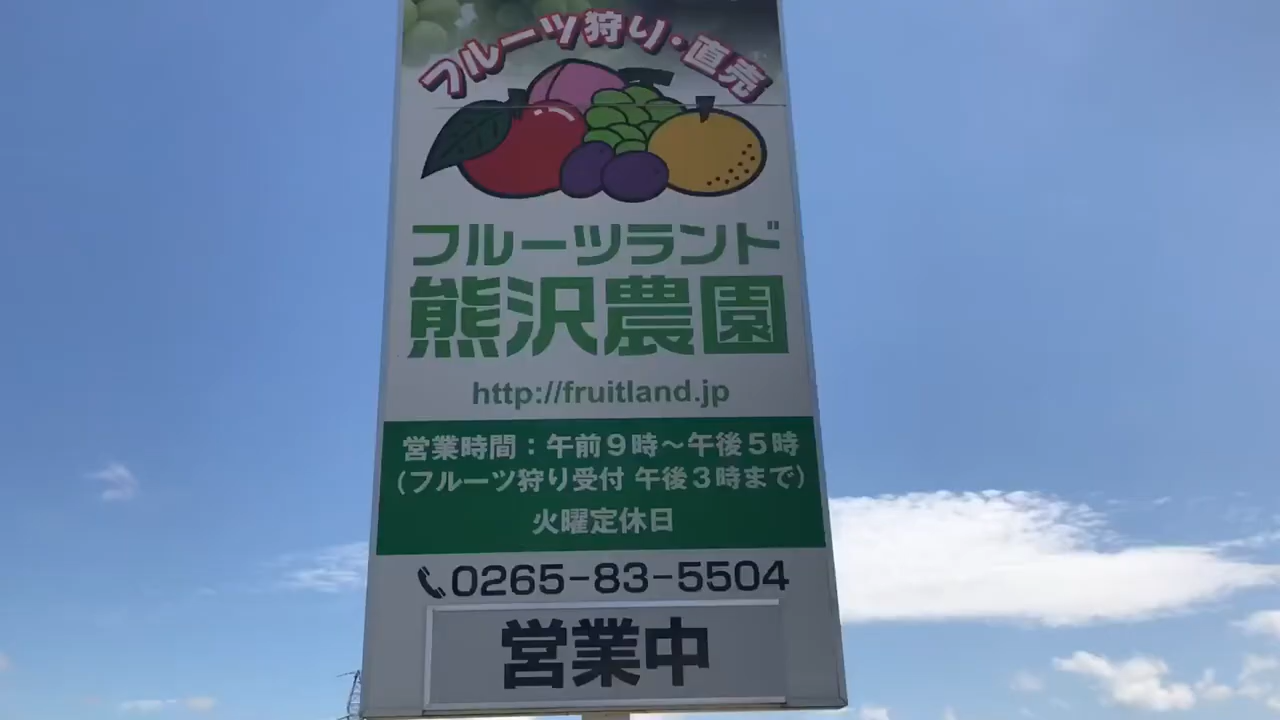 フルーツ狩り・直売
フルーツランド
熊沢農園
http://fruitland.jp
営業時間：午前9時〜午後5時
(フルーツ狩り受付 午後3時まで)
火曜定休日
0265-83-5504
営業中